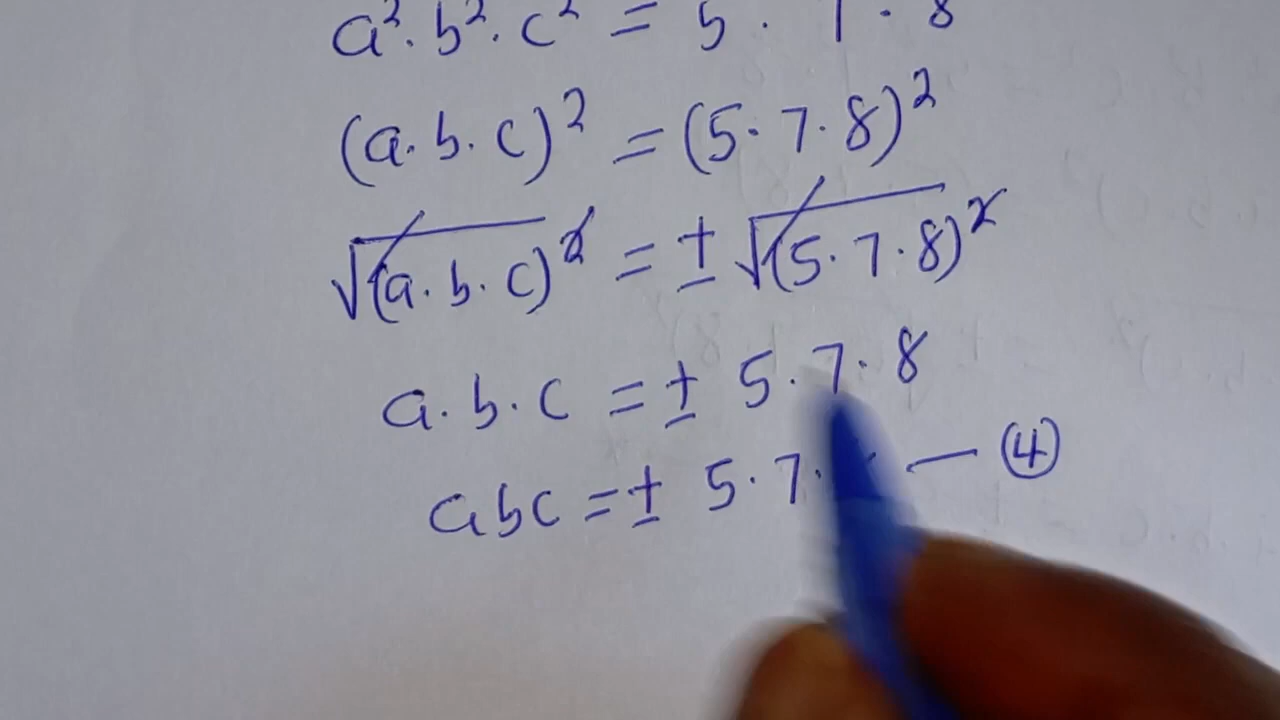 a².b².c² = 5 . 7 . 8
(a.b.c)² = (5.7.8)²
√(a.b.c)² = ± √(5.7.8)²
a.b.c = ± 5.7.8
abc = ± 5.7. — ④